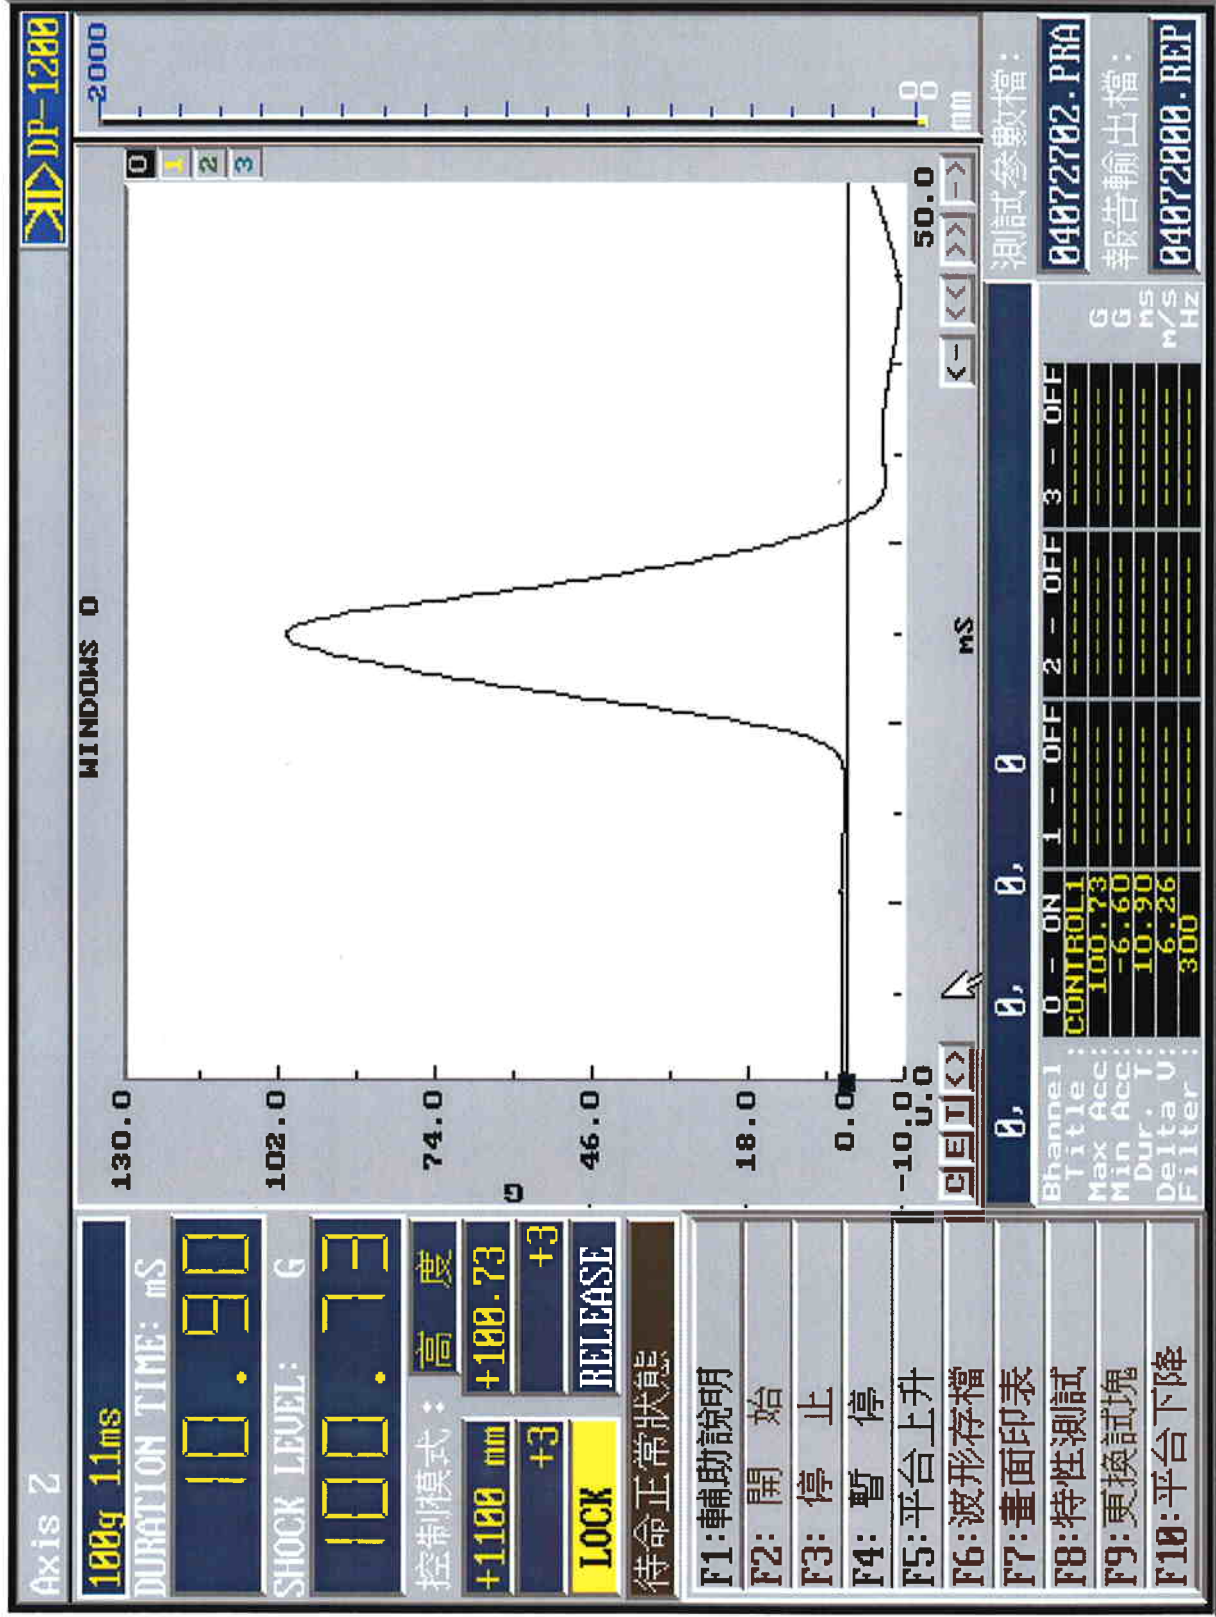 Axis Z
DP-1200
100g 11ms
DURATION TIME: mS
10.90
SHOCK LEVEL: G
100.73
控制模式:
高 度
+1100 mm
+100.73
+3
+3
LOCK
RELEASE
待命正常狀態
F1:輔助說明
F2: 開 始
F3: 停 止
F4: 暫 停
F5:平台上升
F6:波形存檔
F7:畫面印表
F8:特性測試
F9:更換試塊
F10:平台下降
WINDOWS 0
0
1
2
3
130.0
102.0
74.0
G
46.0
18.0
0.0
-10.0
0.0
mS
50.0
C E T <>
<- << >> ->
2000
0
0
mm
0, 0, 0, 0, 0
Bhannel 0 - ON 1 - OFF 2 - OFF 3 - OFF
Title : CONTROL1 ------ ------ ------
Max Acc: 100.73 ------ ------ ------ G
Min Acc: -6.60 ------ ------ ------ G
Dur. T: 10.90 ------ ------ ------ mS
Delta V: 6.26 ------ ------ ------ m/s
Filter : 300 ------ ------ ------ Hz
測試參數檔:
04072702.PRA
報告輸出檔:
04072000.REP